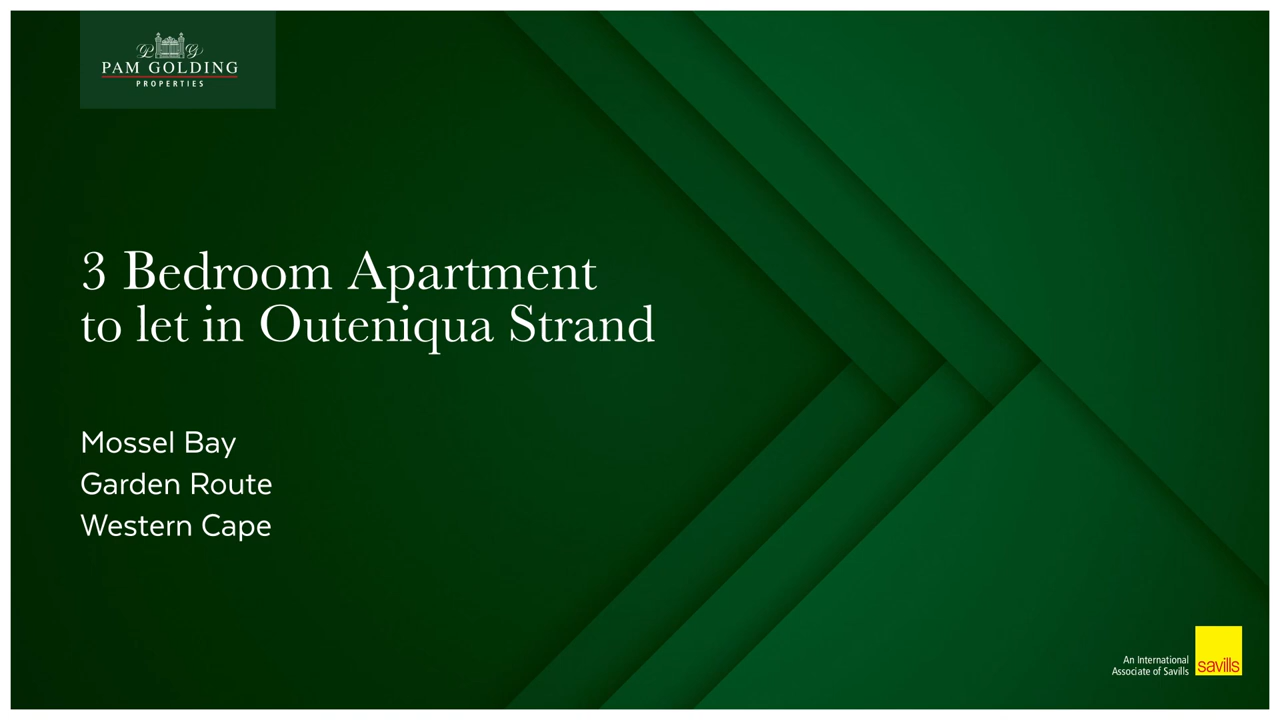 PAM GOLDING
PROPERTIES
3 Bedroom Apartment
to let in Outeniqua Strand
Mossel Bay
Garden Route
Western Cape
An International
Associate of Savills
savills